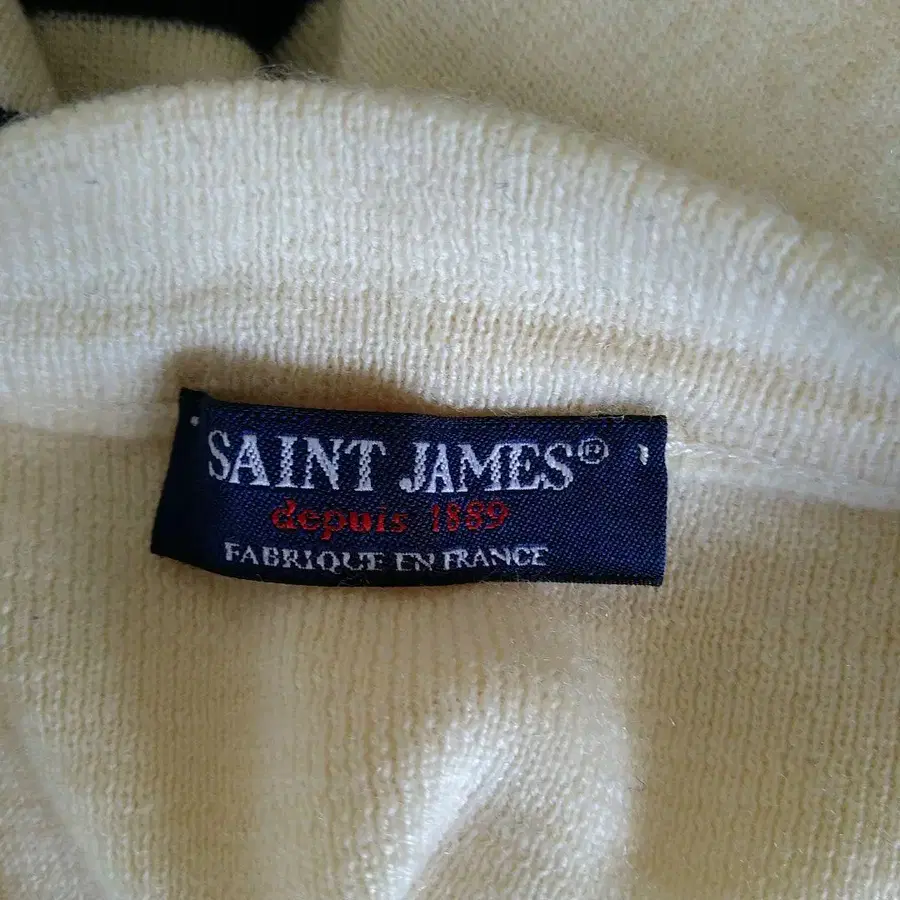 SAINT JAMES®
depuis 1889
FABRIQUE EN FRANCE